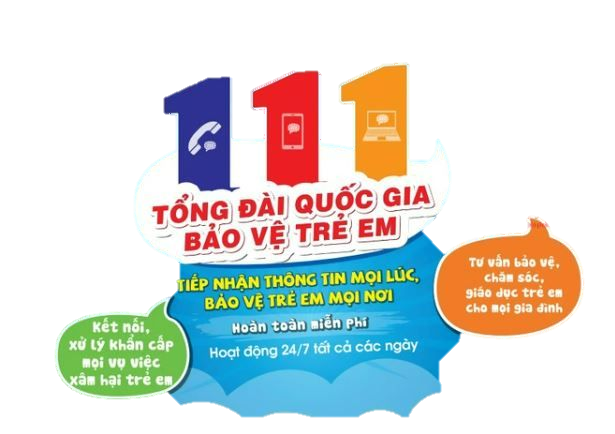 111
TỔNG ĐÀI QUỐC GIA
BẢO VỆ TRẺ EM
TIẾP NHẬN THÔNG TIN MỌI LÚC,
BẢO VỆ TRẺ EM MỌI NƠI
Hoàn toàn miễn phí
Hoạt động 24/7 tất cả các ngày
Tư vấn bảo vệ,
chăm sóc,
giáo dục trẻ em
cho mọi gia đình
Kết nối,
xử lý khẩn cấp
mọi vụ việc
xâm hại trẻ em